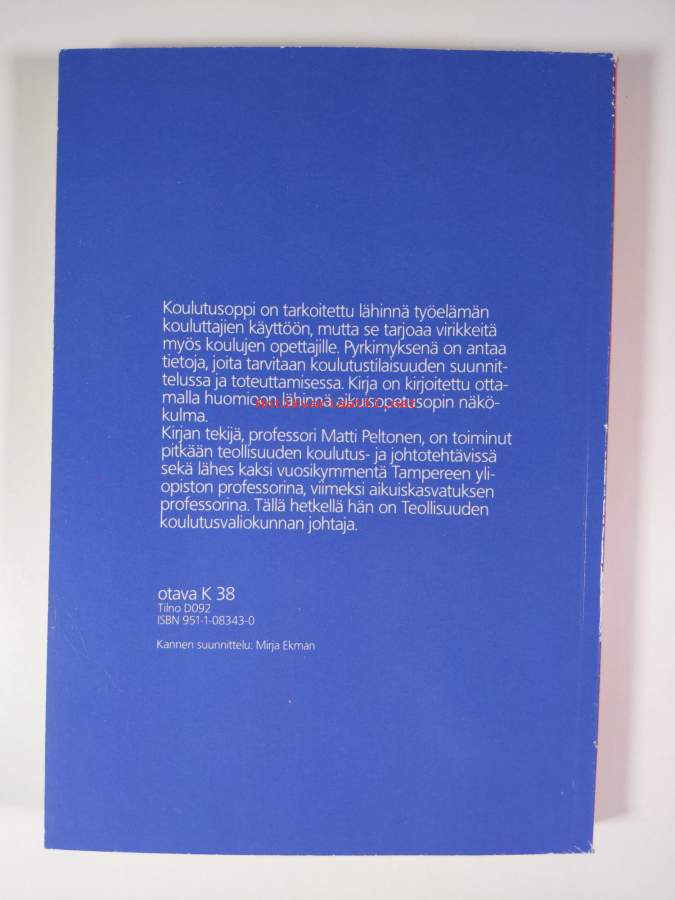 Koulutusoppi on tarkoitettu lähinnä työelämän
kouluttajien käyttöön, mutta se tarjoaa virikkeitä
myös koulujen opettajille. Pyrkimyksenä on antaa
tietoja, joita tarvitaan koulutustilaisuuden suunnit-
telussa ja toteuttamisessa. Kirja on kirjoitettu otta-
malla huomioon lähinnä aikuisopetusopin näkö-
kulma.
Kirjan tekijä, professori Matti Peltonen, on toiminut
pitkään teollisuuden koulutus- ja johtotehtävissä
sekä lähes kaksi vuosikymmentä Tampereen yli-
opiston professorina, viimeksi aikuiskasvatuksen
professorina. Tällä hetkellä hän on Teollisuuden
koulutusvaliokunnan johtaja.
otava K 38
Tilno D092
ISBN 951-1-08343-0
Kannen suunnittelu: Mirja Ekman